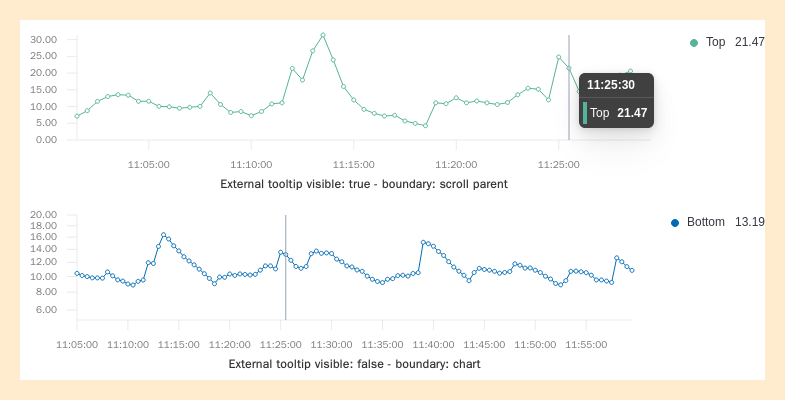 30.00
25.00
20.00
15.00
10.00
5.00
0.00
11:05:00 11:10:00 11:15:00 11:20:00 11:25:00
Top 21.47
11:25:30
Top 21.47
External tooltip visible: true - boundary: scroll parent
20.00
18.00
16.00
14.00
12.00
10.00
8.00
6.00
11:05:00 11:10:00 11:15:00 11:20:00 11:25:00 11:30:00 11:35:00 11:40:00 11:45:00 11:50:00 11:55:00
Bottom 13.19
External tooltip visible: false - boundary: chart